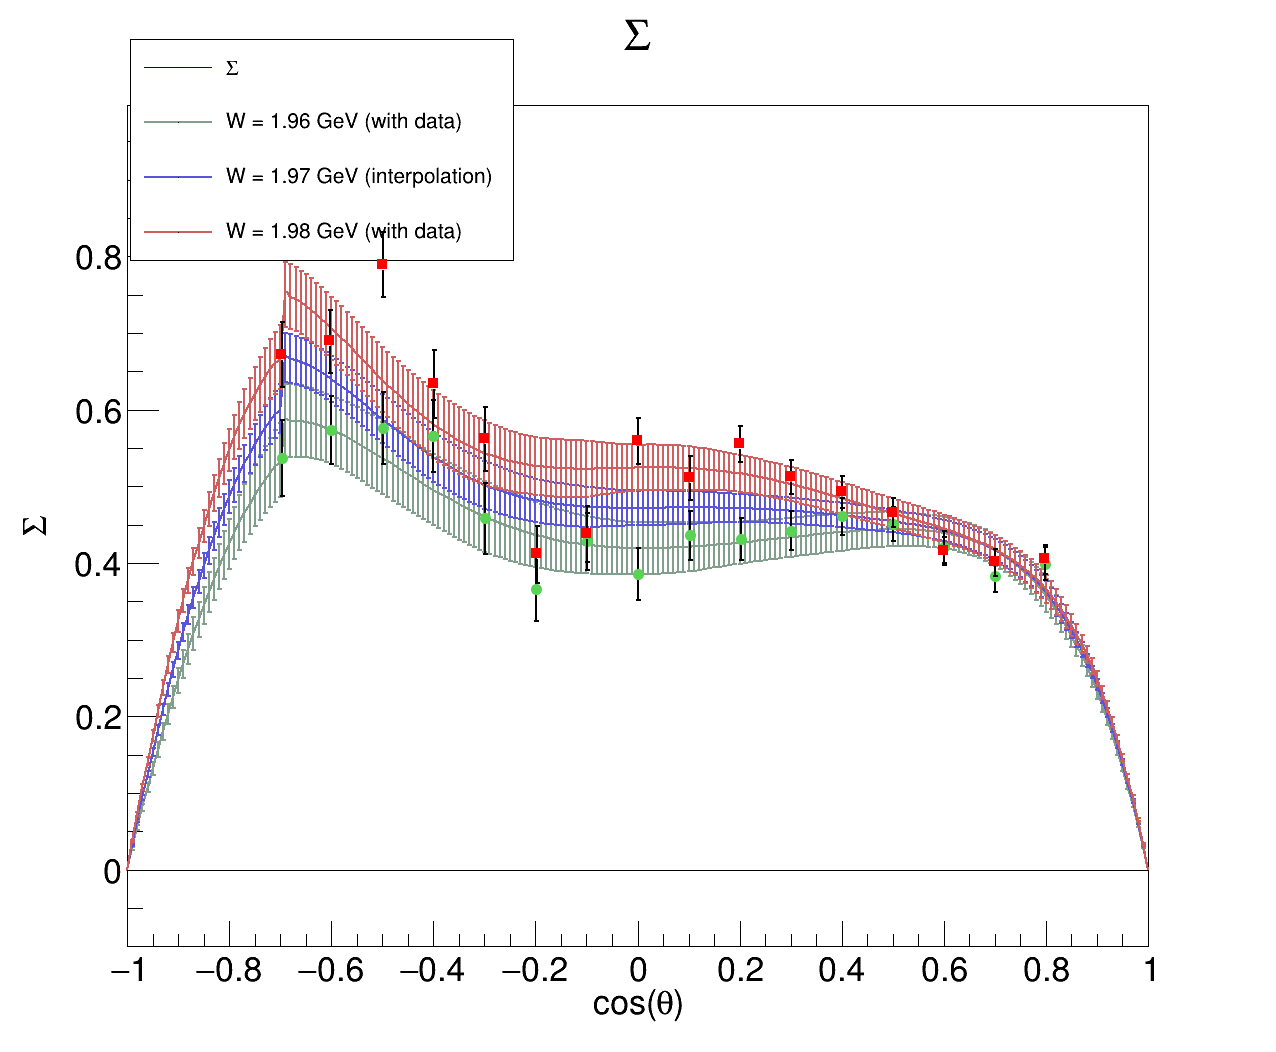 Σ
Σ
W = 1.96 GeV (with data)
W = 1.97 GeV (interpolation)
W = 1.98 GeV (with data)
0.8
0.6
Σ
0.4
0.2
0
−1 −0.8 −0.6 −0.4 −0.2 0 0.2 0.4 0.6 0.8 1
cos(θ)